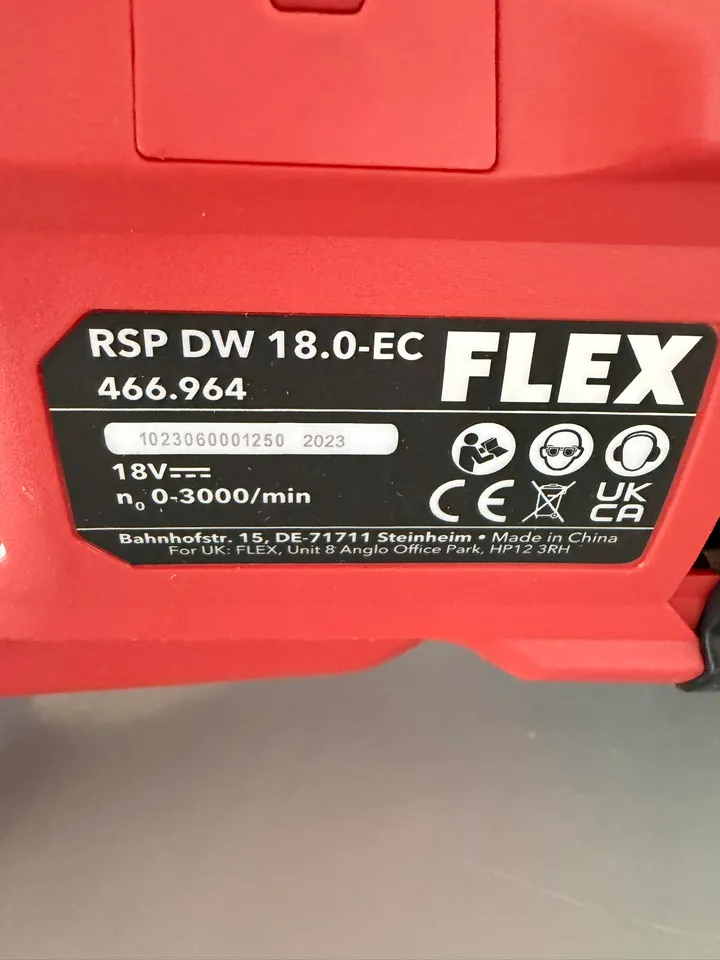 RSP DW 18.0-EC FLEX
466.964
1023060001250 2023
18V
n₀ 0-3000/min
CE UK CA
Bahnhofstr. 15, DE-71711 Steinheim • Made in China
For UK: FLEX, Unit 8 Anglo Office Park, HP12 3RH